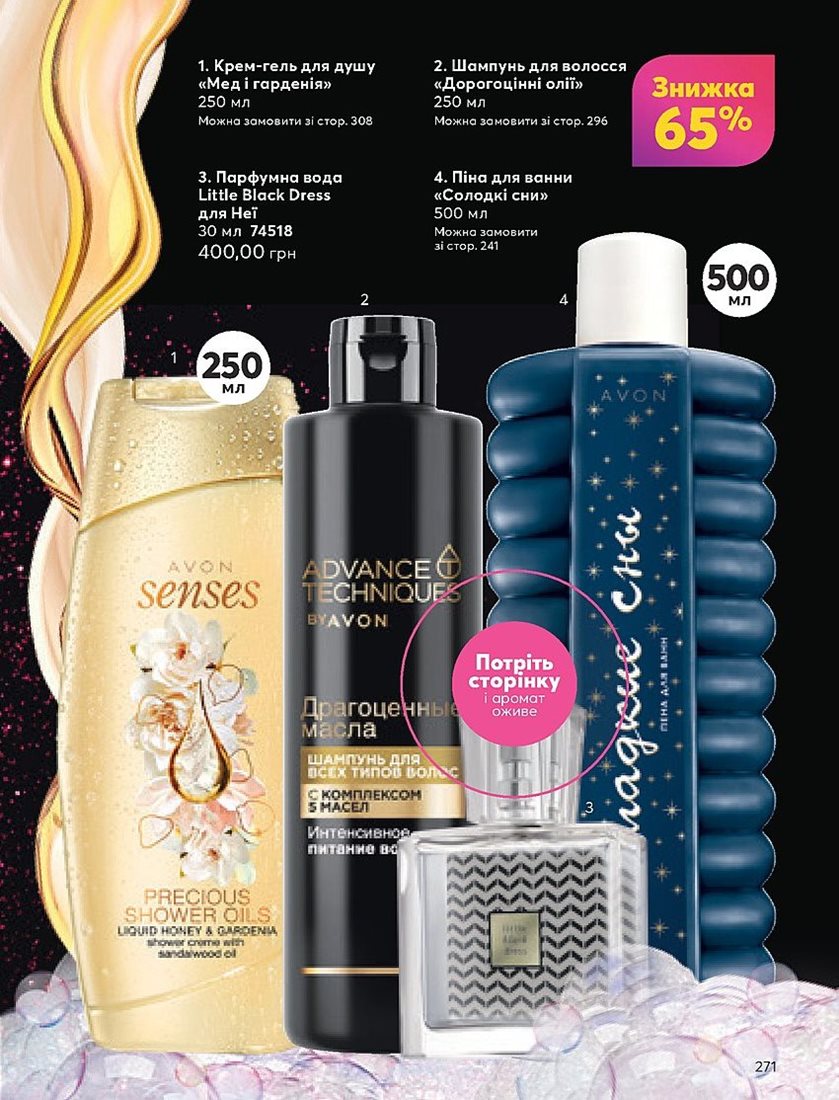 1. Крем-гель для душу
«Мед і гарденія»
250 мл
Можна замовити зі стор. 308
2. Шампунь для волосся
«Дорогоцінні олії»
250 мл
Можна замовити зі стор. 296
Знижка
65%
3. Парфумна вода
Little Black Dress
для Неї
30 мл 74518
400,00 грн
4. Піна для ванни
«Солодкі сни»
500 мл
Можна замовити
зі стор. 241
1
250
мл
2
4
500
мл
AVON
senses
PRECIOUS
SHOWER OILS
LIQUID HONEY & GARDENIA
shower creme with
sandalwood oil
ADVANCE
TECHNIQUES
BY AVON
Драгоценные
масла
ШАМПУНЬ ДЛЯ
ВСЕХ ТИПОВ ВОЛОС
С КОМПЛЕКСОМ
5 МАСЕЛ
Интенсивное
питание во
Потріть
сторінку
і аромат
оживе
3
little
black
dress
AVON
ладкие Сны
ПЕНА ДЛЯ ВАНН
271